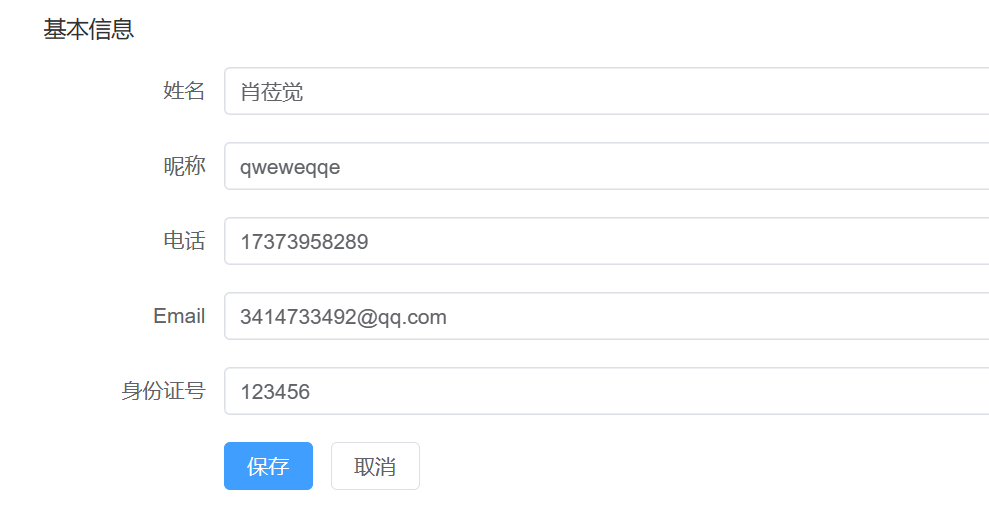 基本信息
姓名 肖莅觉
昵称 qweweqqe
电话 17373958289
Email 3414733492@qq.com
身份证号 123456
保存 取消